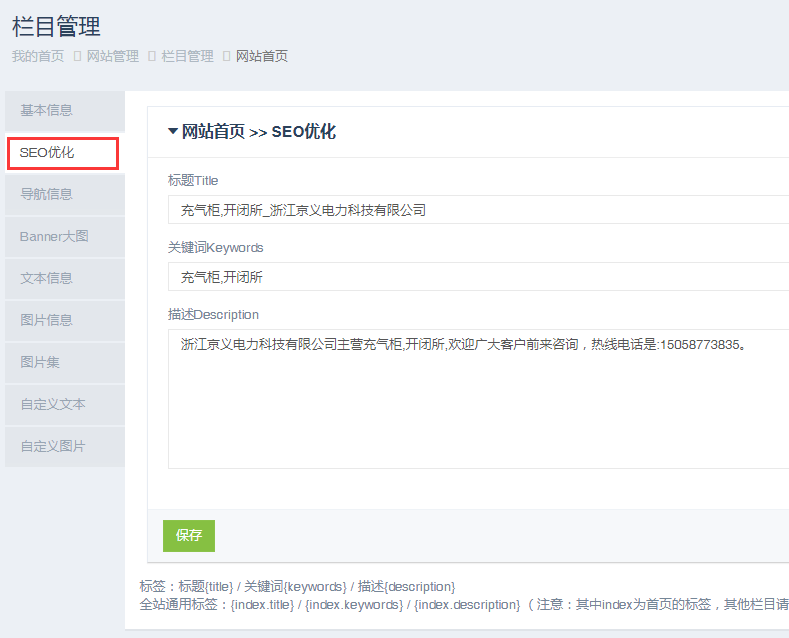 栏目管理
我的首页 网站管理 栏目管理 网站首页
基本信息
SEO优化
导航信息
Banner大图
文本信息
图片信息
图片集
自定义文本
自定义图片
网站首页 >> SEO优化
标题Title
充气柜,开闭所_浙江京义电力科技有限公司
关键词Keywords
充气柜,开闭所
描述Description
浙江京义电力科技有限公司主营充气柜,开闭所,欢迎广大客户前来咨询，热线电话是:15058773835。
保存
标签：标题{title} / 关键词{keywords} / 描述{description}
全站通用标签：{index.title} / {index.keywords} / {index.description}（ 注意：其中index为首页的标签，其他栏目请